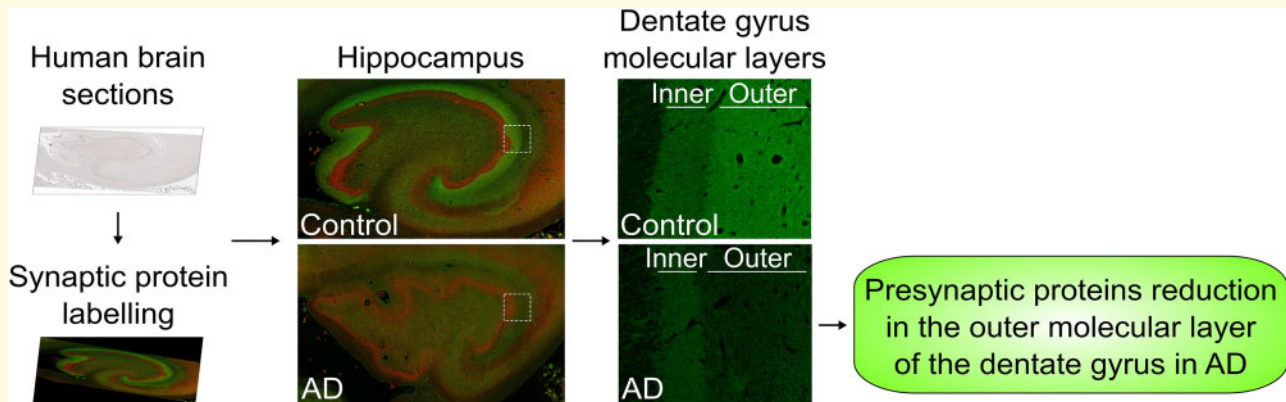 Human brain
sections
Synaptic protein
labelling
Hippocampus
Control
AD
Dentate gyrus
molecular layers
Inner Outer
Control
Inner Outer
AD
Presynaptic proteins reduction
in the outer molecular layer
of the dentate gyrus in AD